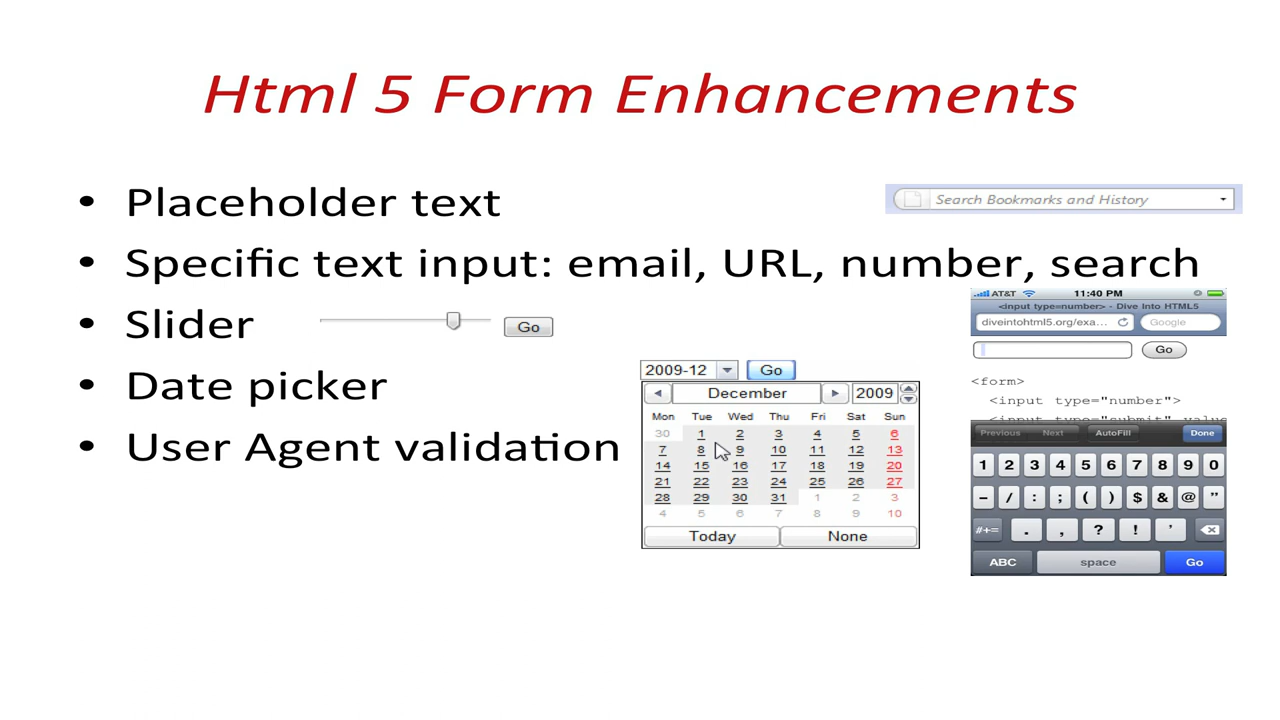 Html 5 Form Enhancements
• Placeholder text
Search Bookmarks and History
• Specific text input: email, URL, number, search
• Slider
Go
• Date picker
• User Agent validation
2009-12 Go
December 2009
Mon Tue Wed Thu Fri Sat Sun
30 1 2 3 4 5 6
7 8 9 10 11 12 13
14 15 16 17 18 19 20
21 22 23 24 25 26 27
28 29 30 31 1 2 3
4 5 6 7 8 9 10
Today None
AT&T 11:40 PM
<input type=number> - Dive Into HTML5
diveintohtml5.org/exa... Google
Go
<form>
<input type="number">
<input type="submit" value
Previous Next AutoFill Done
1 2 3 4 5 6 7 8 9 0
- / : ; ( ) $ & @ "
#+= . , ? ! '
ABC space Go